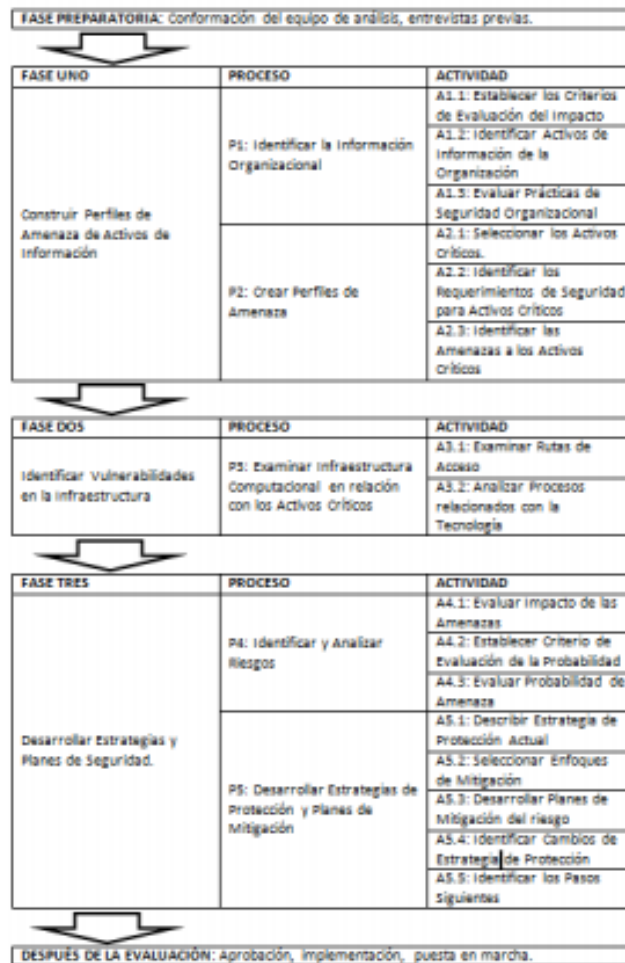 FASE PREPARATORIA: Conformación del equipo de análisis, entrevistas previas.
FASE UNO
PROCESO
ACTIVIDAD
Construir Perfiles de
Amenaza de Activos de
Información
P1: Identificar la Información
Organizacional
A1.1: Establecer los Criterios
de Evaluación del Impacto
A1.2: Identificar Activos de
Información de la
Organización
A1.3: Evaluar Prácticas de
Seguridad Organizacional
P2: Crear Perfiles de
Amenaza
A2.1: Seleccionar los Activos
Críticos.
A2.2: Identificar los
Requerimientos de Seguridad
para Activos Críticos
A2.3: Identificar las
Amenazas a los Activos
Críticos
FASE DOS
PROCESO
ACTIVIDAD
Identificar Vulnerabilidades
en la Infraestructura
P3: Examinar Infraestructura
Computacional en relación
con los Activos Críticos
A3.1: Examinar Rutas de
Acceso
A3.2: Analizar Procesos
relacionados con la
Tecnología
FASE TRES
PROCESO
ACTIVIDAD
Desarrollar Estrategias y
Planes de Seguridad.
P4: Identificar y Analizar
Riesgos
A4.1: Evaluar Impacto de las
Amenazas
A4.2: Establecer Criterio de
Evaluación de la Probabilidad
A4.3: Evaluar Probabilidad de
Amenaza
P5: Desarrollar Estrategias de
Protección y Planes de
Mitigación
A5.1: Describir Estrategia de
Protección Actual
A5.2: Seleccionar Enfoques
de Mitigación
A5.3: Desarrollar Planes de
Mitigación del riesgo
A5.4: Identificar Cambios de
Estrategia de Protección
A5.5: Identificar los Pasos
Siguientes
DESPUÉS DE LA EVALUACIÓN: Aprobación, implementación, puesta en marcha.